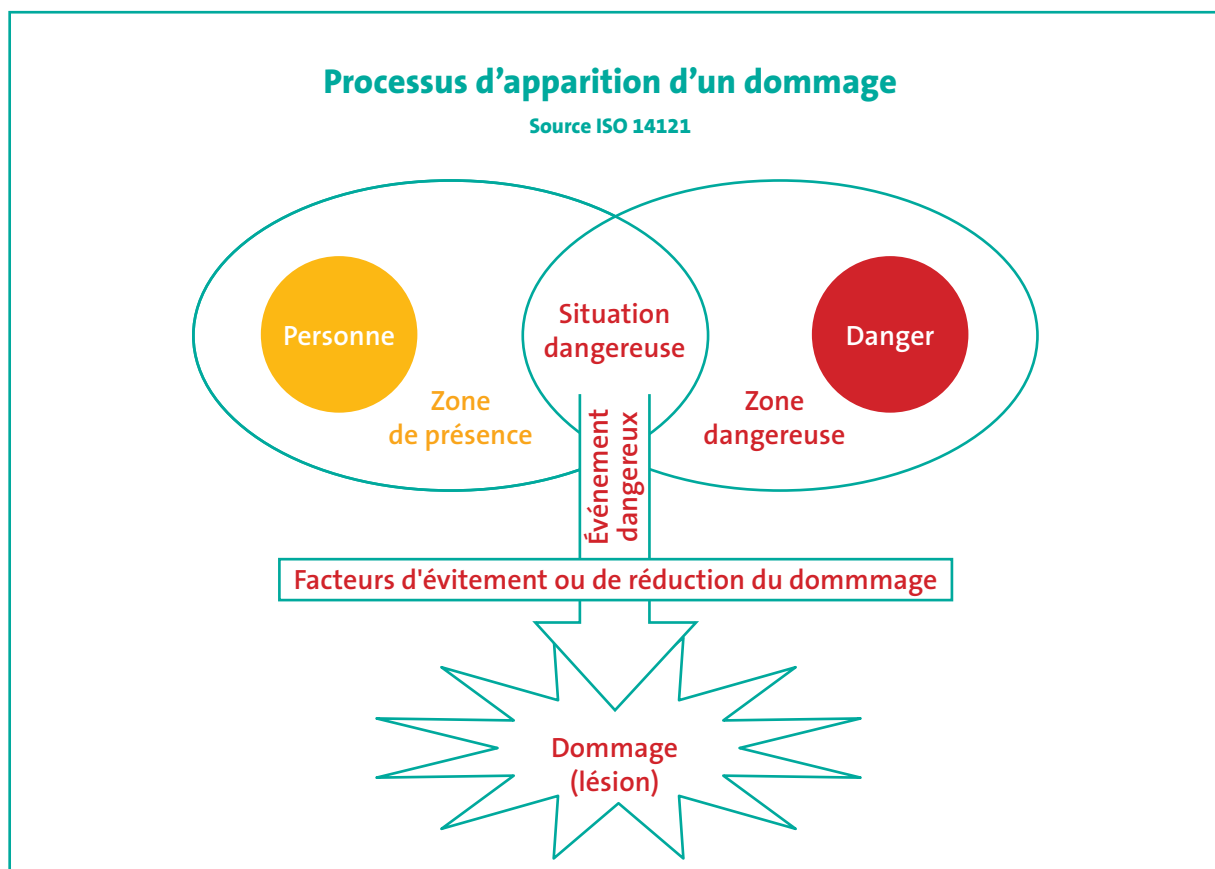 Processus d’apparition d’un dommage
Source ISO 14121
Personne
Situation
dangereuse
Danger
Zone
de présence
Zone
dangereuse
Événement
dangereux
Facteurs d'évitement ou de réduction du dommmage
Dommage
(lésion)